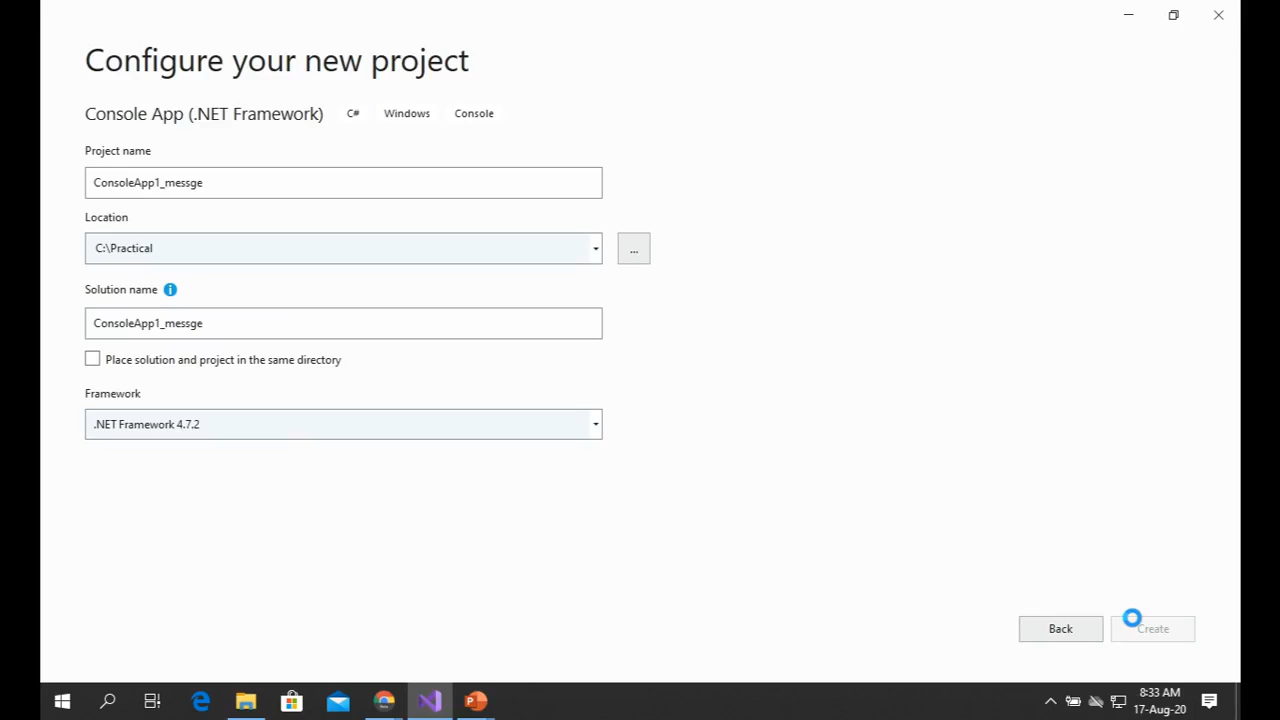 Configure your new project
Console App (.NET Framework) C# Windows Console
Project name
ConsoleApp1_messge
Location
C:\Practical
...
Solution name
ConsoleApp1_messge
Place solution and project in the same directory
Framework
.NET Framework 4.7.2
Back Create
8:33 AM
17-Aug-20